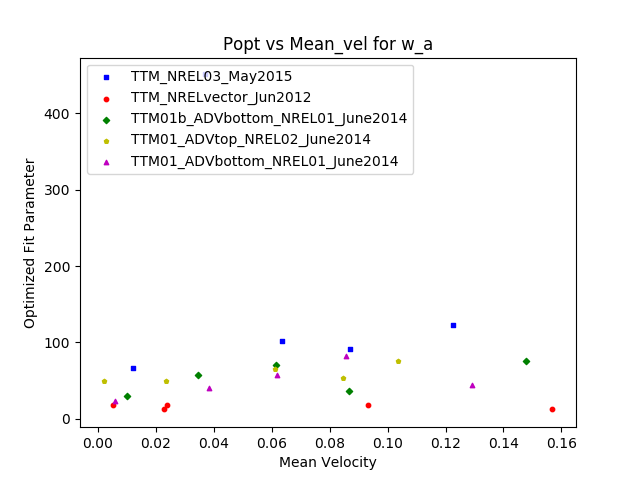 Popt vs Mean_vel for w_a
TTM_NREL03_May2015
TTM_NRELvector_Jun2012
TTM01b_ADVbottom_NREL01_June2014
TTM01_ADVtop_NREL02_June2014
TTM01_ADVbottom_NREL01_June2014
400
300
200
100
0
Optimized Fit Parameter
0.00 0.02 0.04 0.06 0.08 0.10 0.12 0.14 0.16
Mean Velocity